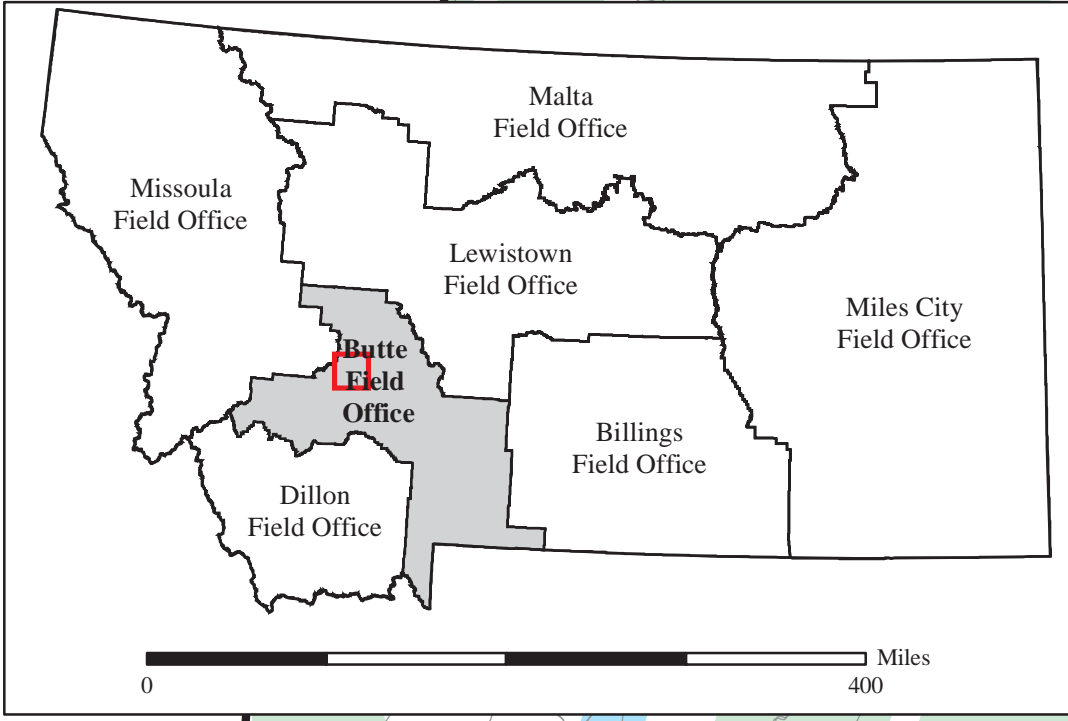 Malta
Field Office
Missoula
Field Office
Lewistown
Field Office
Miles City
Field Office
Butte
Field
Office
Billings
Field Office
Dillon
Field Office
Miles
0
400